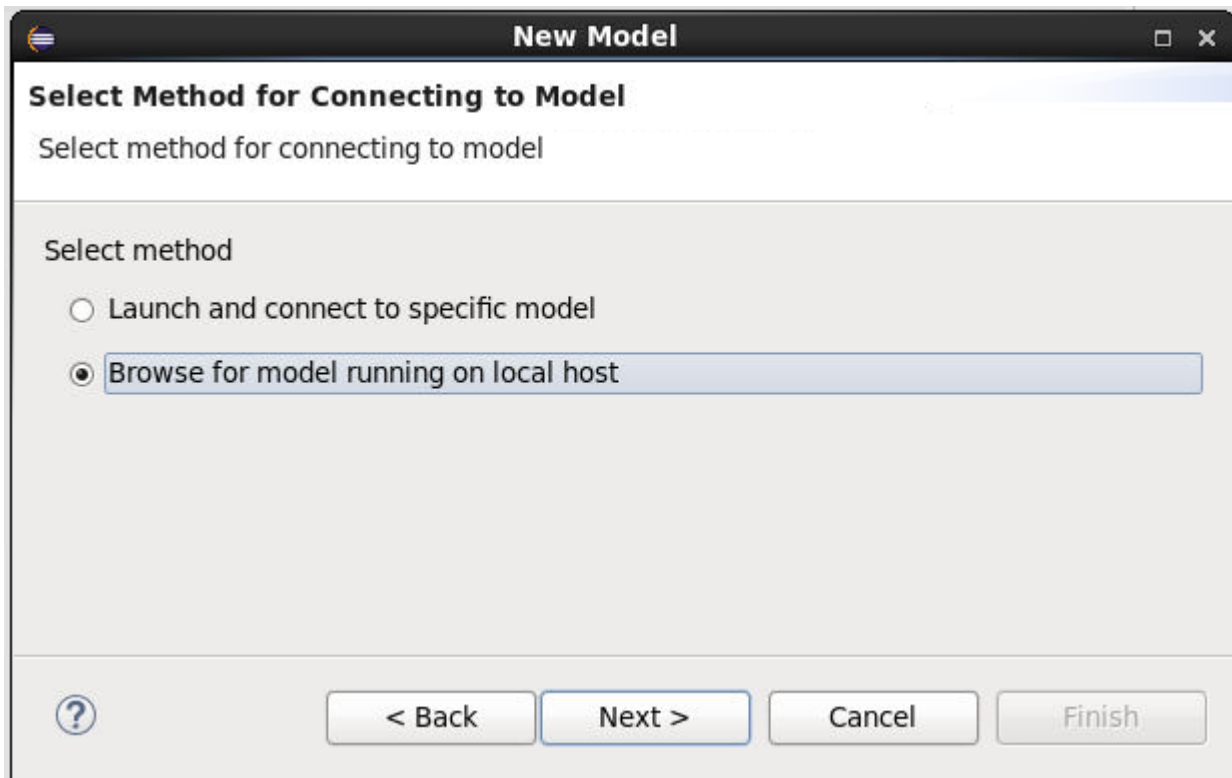 New Model
Select Method for Connecting to Model
Select method for connecting to model
Select method
Launch and connect to specific model
Browse for model running on local host
?
< Back
Next >
Cancel
Finish